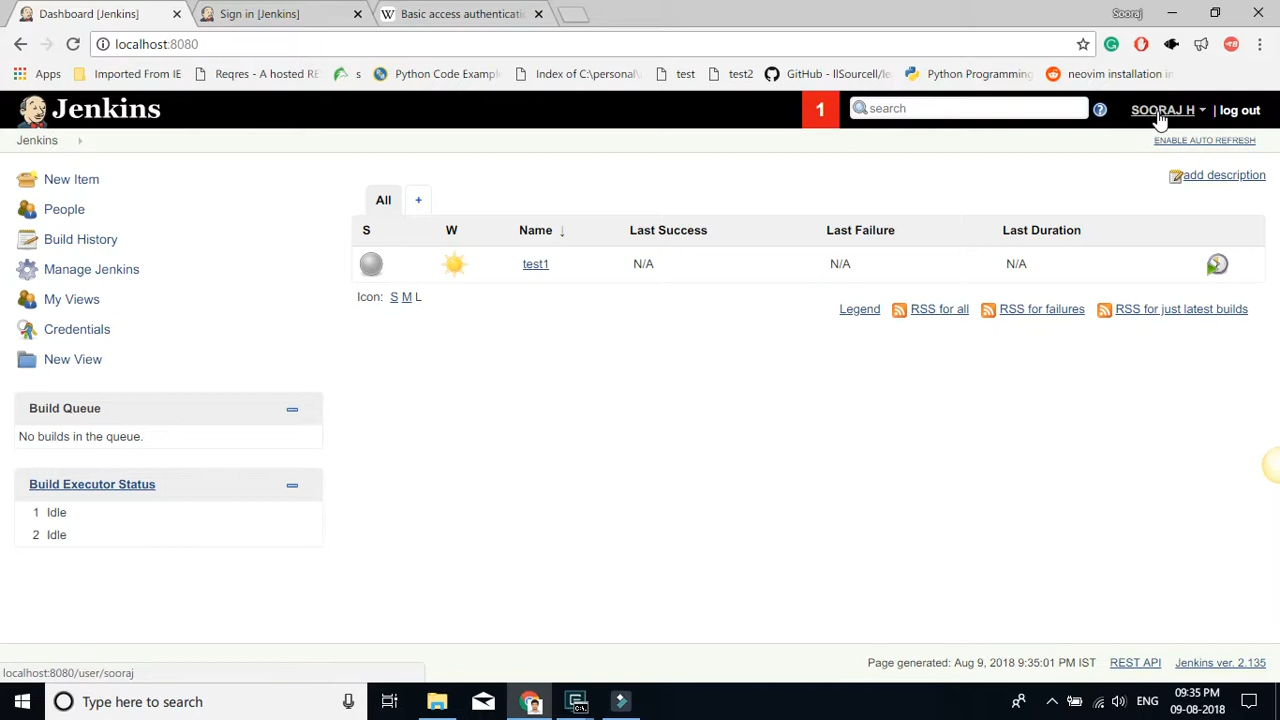 Dashboard [Jenkins]
Sign in [Jenkins]
Basic access authenticati
Sooraj
localhost:8080
Apps
Imported From IE
Reqres - A hosted RE
s
Python Code Exampl
Index of C:\personal
test
test2
GitHub - llSourcell/le
Python Programming
neovim installation in
Jenkins
1
search
SOORAJ H
| log out
Jenkins
ENABLE AUTO REFRESH
New Item
People
Build History
Manage Jenkins
My Views
Credentials
New View
add description
All
+
S W Name ↓ Last Success Last Failure Last Duration
test1 N/A N/A N/A
Icon: S M L
Legend RSS for all RSS for failures RSS for just latest builds
Build Queue
No builds in the queue.
Build Executor Status
1 Idle
2 Idle
Page generated: Aug 9, 2018 9:35:01 PM IST REST API Jenkins ver. 2.135
localhost:8080/user/sooraj
Type here to search
ENG
09:35 PM
09-08-2018